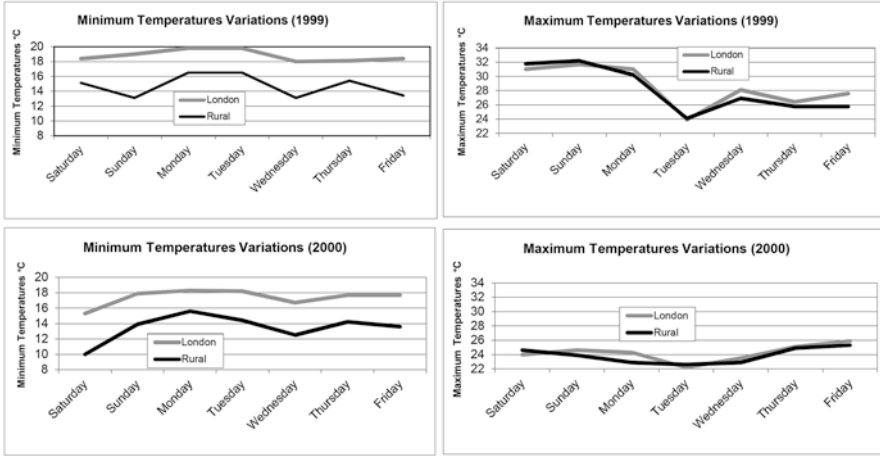 Minimum Temperatures Variations (1999)
Minimum Temperatures °C
20
18
16
14
12
10
8
London
Rural
Saturday
Sunday
Monday
Tuesday
Wednesday
Thursday
Friday
Maximum Temperatures Variations (1999)
Maximum Temperatures °C
34
32
30
28
26
24
22
London
Rural
Saturday
Sunday
Monday
Tuesday
Wednesday
Thursday
Friday
Minimum Temperatures Variations (2000)
Minimum Temperatures °C
20
18
16
14
12
10
8
London
Rural
Saturday
Sunday
Monday
Tuesday
Wednesday
Thursday
Friday
Maximum Temperatures Variations (2000)
Maximum Temperatures °C
34
32
30
28
26
24
22
London
Rural
Saturday
Sunday
Monday
Tuesday
Wednesday
Thursday
Friday